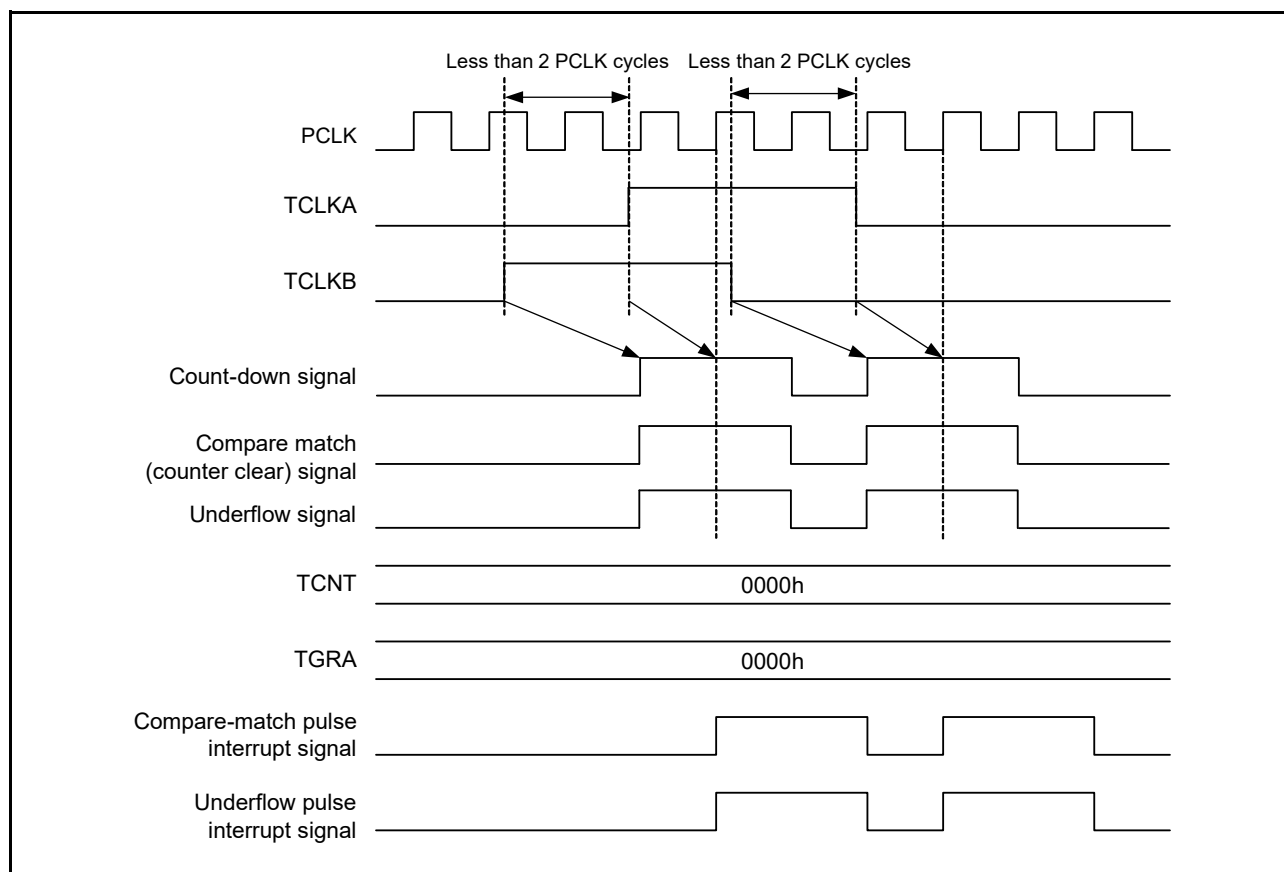 Less than 2 PCLK cycles Less than 2 PCLK cycles
PCLK
TCLKA
TCLKB
Count-down signal
Compare match
(counter clear) signal
Underflow signal
TCNT 0000h
TGRA 0000h
Compare-match pulse
interrupt signal
Underflow pulse
interrupt signal